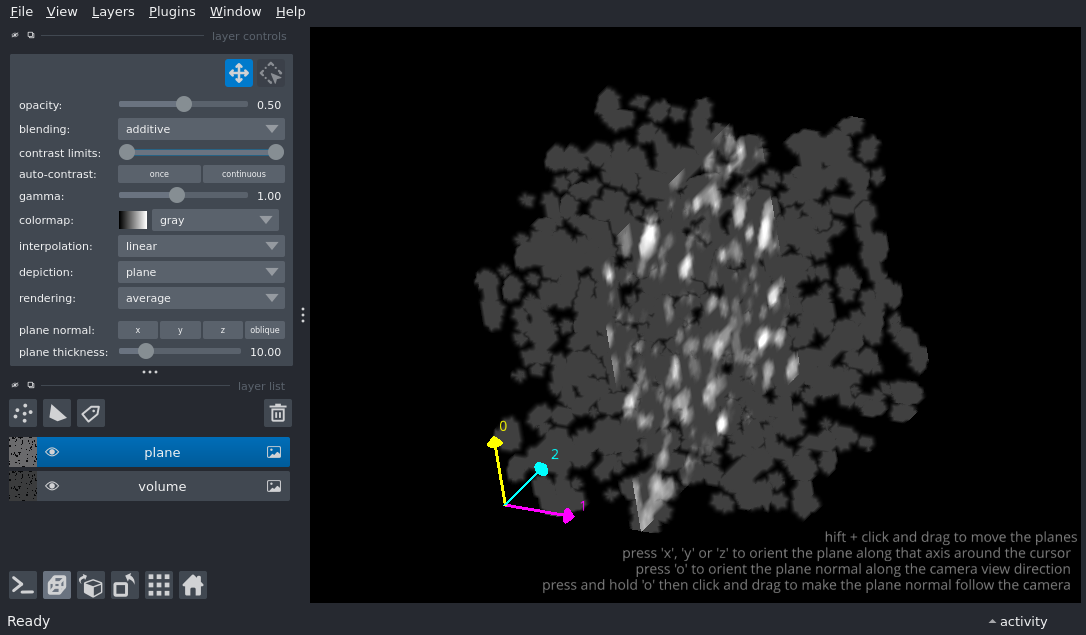 File View Layers Plugins Window Help
layer controls
opacity: 0.50
blending: additive
contrast limits:
auto-contrast: once continuous
gamma: 1.00
colormap: gray
interpolation: linear
depiction: plane
rendering: average
plane normal: x y z oblique
plane thickness: 10.00
layer list
plane
volume
0
2
1
hift + click and drag to move the planes
press 'x', 'y' or 'z' to orient the plane along that axis around the cursor
press 'o' to orient the plane normal along the camera view direction
press and hold 'o' then click and drag to make the plane normal follow the camera
Ready activity